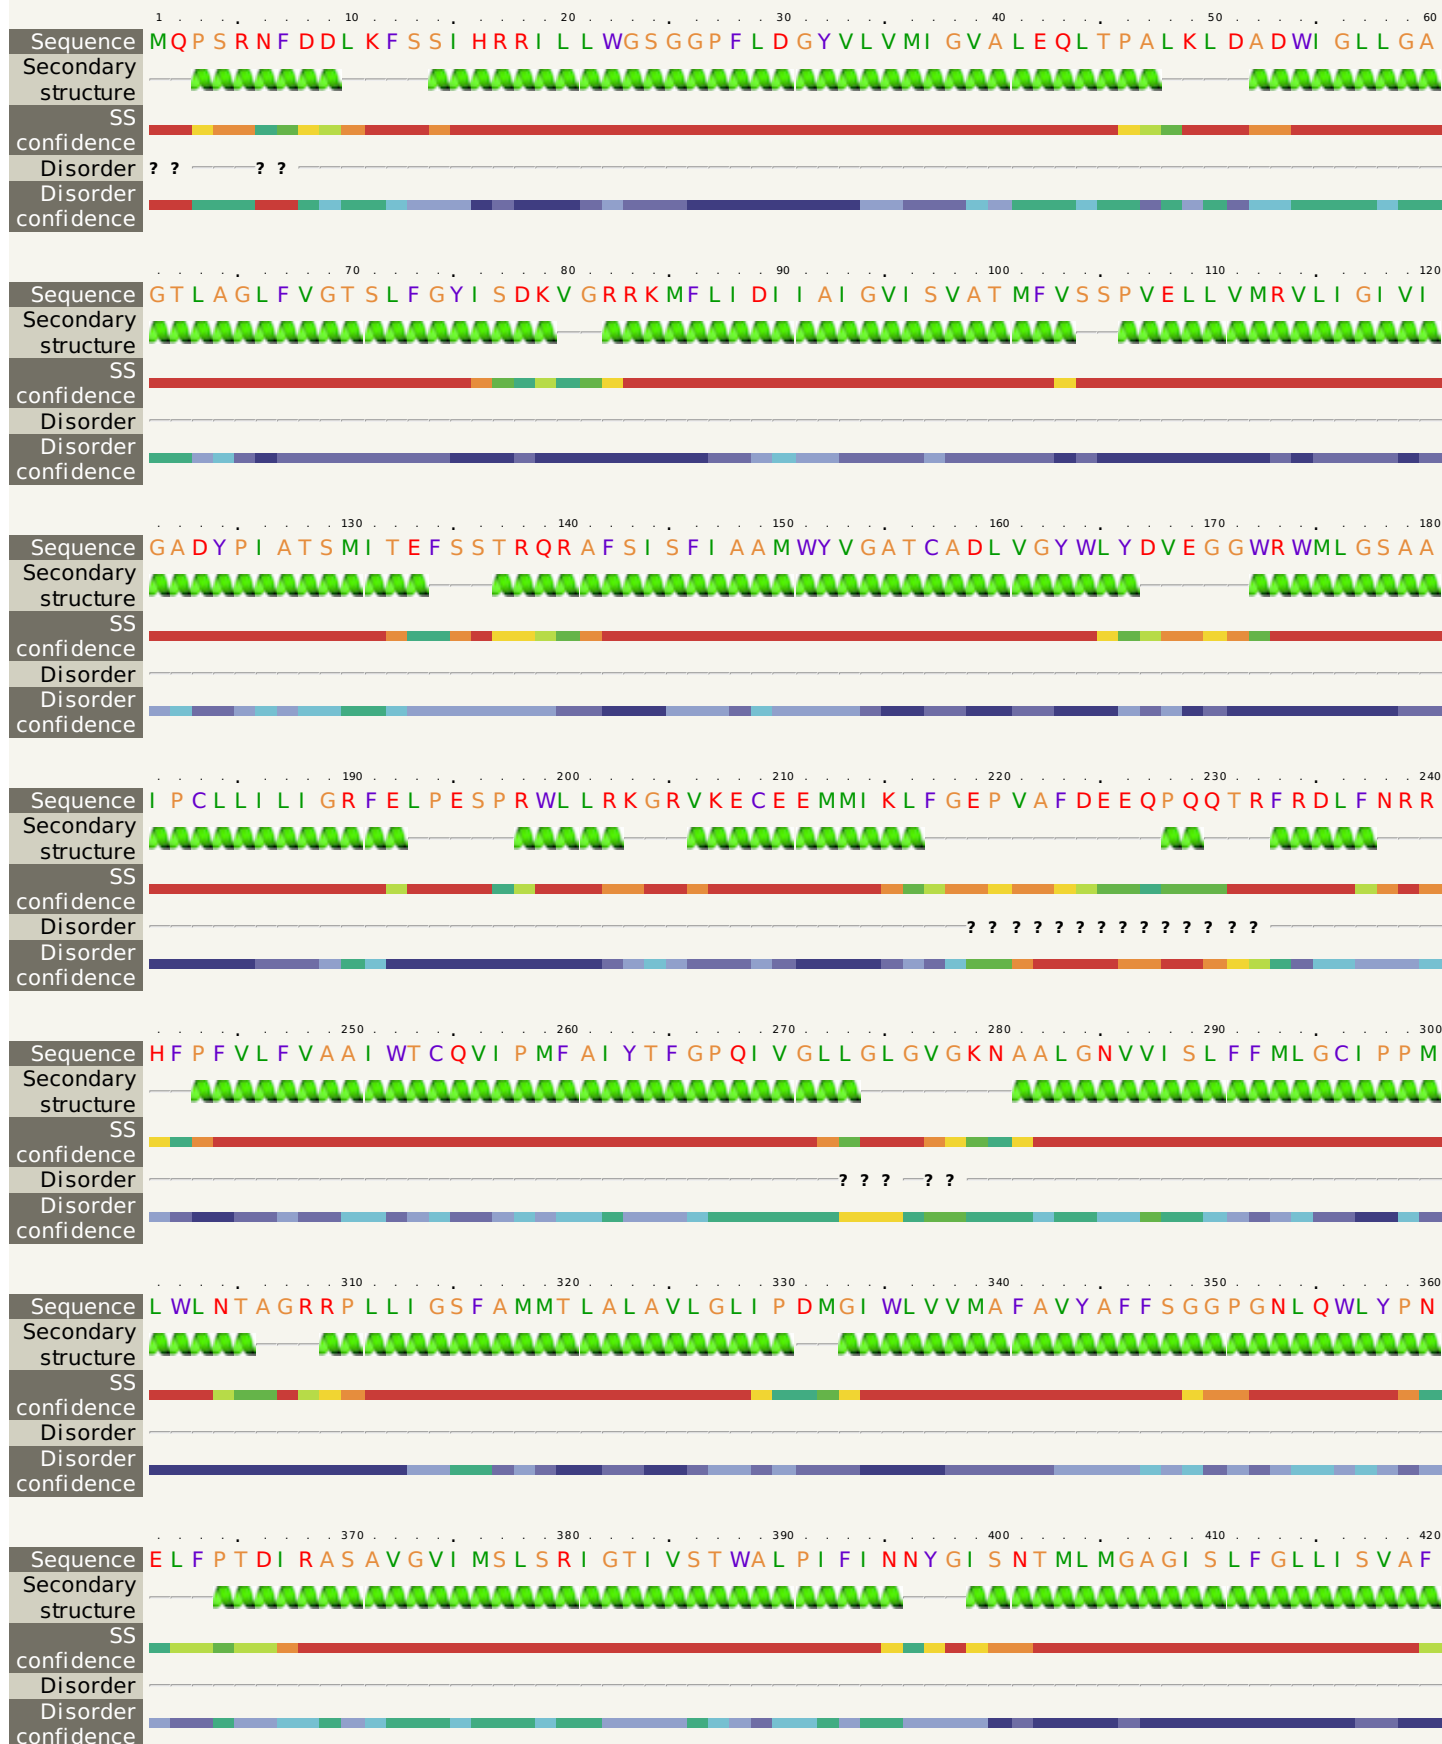 1 . . . . . . . 10 . . . . . . . . 20 . . . . . . . . 30 . . . . . . . . 40 . . . . . . . . 50 . . . . . . . . 60
Sequence MQPSRNFDDLKFSSIHRRILLWGSGGPFLDGYVLVMIGVALEQLTPALKLDADWIGLLGA
Secondary
structure
SS
confidence
Disorder ? ? ? ?
Disorder
confidence
. . . . . . . . 70 . . . . . . . . 80 . . . . . . . . 90 . . . . . . . . 100 . . . . . . . . 110 . . . . . . . . 120
Sequence GTLAGLFVGTSLFGYISDKVGRRKMFLIDIIAIGVISVATMFVSSPVELLVMRVLIGIVI
Secondary
structure
SS
confidence
Disorder
Disorder
confidence
. . . . . . . . 130 . . . . . . . . 140 . . . . . . . . 150 . . . . . . . . 160 . . . . . . . . 170 . . . . . . . . 180
Sequence GADYPIATSMITEFSSTRQRAFSISFIAAMWYVGATCADLVGYWLYDVEGGWRWMLGSAA
Secondary
structure
SS
confidence
Disorder
Disorder
confidence
. . . . . . . . 190 . . . . . . . . 200 . . . . . . . . 210 . . . . . . . . 220 . . . . . . . . 230 . . . . . . . . 240
Sequence IPCLLILIGRFELPESPRWLLRKGRVKECEEMMIKLFGEPVAFDEEQPQQTRFRDLFNRR
Secondary
structure
SS
confidence
Disorder ? ? ? ? ? ? ? ? ? ? ? ? ? ?
Disorder
confidence
. . . . . . . . 250 . . . . . . . . 260 . . . . . . . . 270 . . . . . . . . 280 . . . . . . . . 290 . . . . . . . . 300
Sequence HFPFVLFVAAIWTCQVIPMFAIYTFGPQIVGLLGLGVGKNAALGNVVISLFFMLGCIPPM
Secondary
structure
SS
confidence
Disorder ? ? ? ? ?
Disorder
confidence
. . . . . . . . 310 . . . . . . . . 320 . . . . . . . . 330 . . . . . . . . 340 . . . . . . . . 350 . . . . . . . . 360
Sequence LWLNTAGRRPLLIGSFAMMTLALAVLGLIPDMGIWLVVMAFAVYAFFSGGPGNLQWLYPN
Secondary
structure
SS
confidence
Disorder
Disorder
confidence
. . . . . . . . 370 . . . . . . . . 380 . . . . . . . . 390 . . . . . . . . 400 . . . . . . . . 410 . . . . . . . . 420
Sequence ELFPTDIRASAVGVIMSLSRIGTIVSTWALPIFINNYGISNTMLMGAGISLFGLLISVAF
Secondary
structure
SS
confidence
Disorder
Disorder
confidence